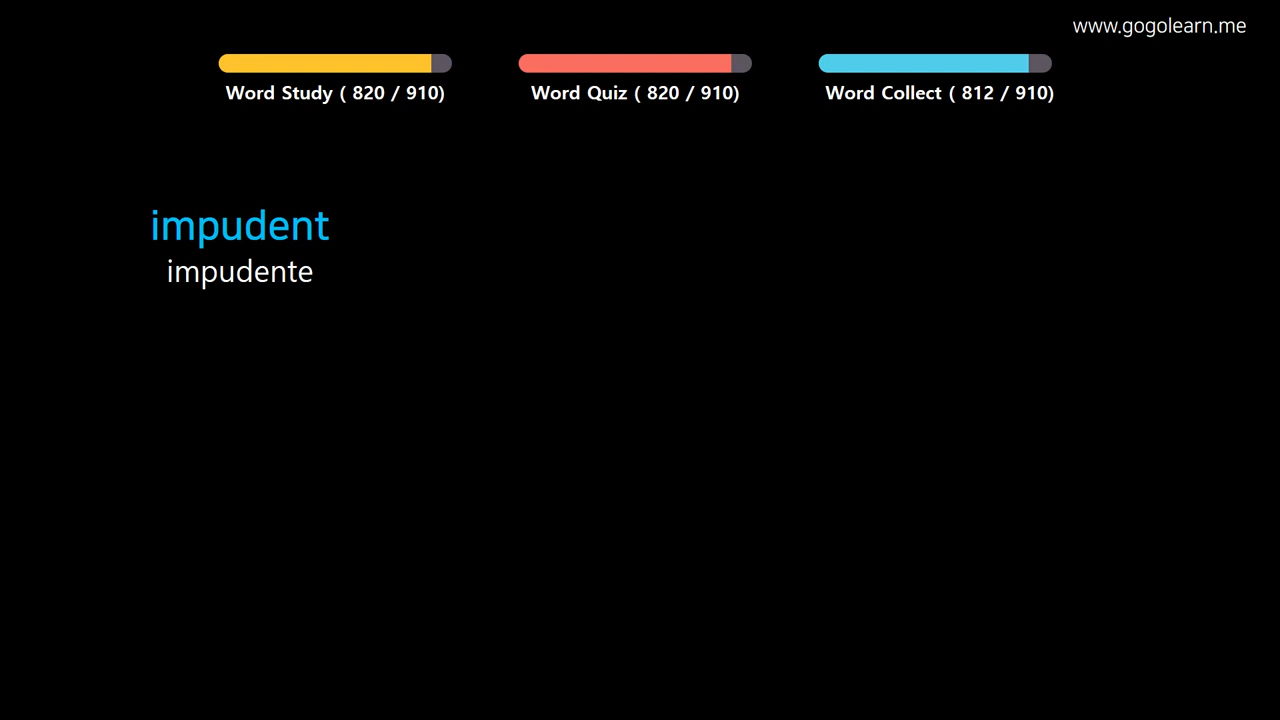 www.gogolearn.me
Word Study ( 820 / 910)
Word Quiz ( 820 / 910)
Word Collect ( 812 / 910)
impudent
impudente